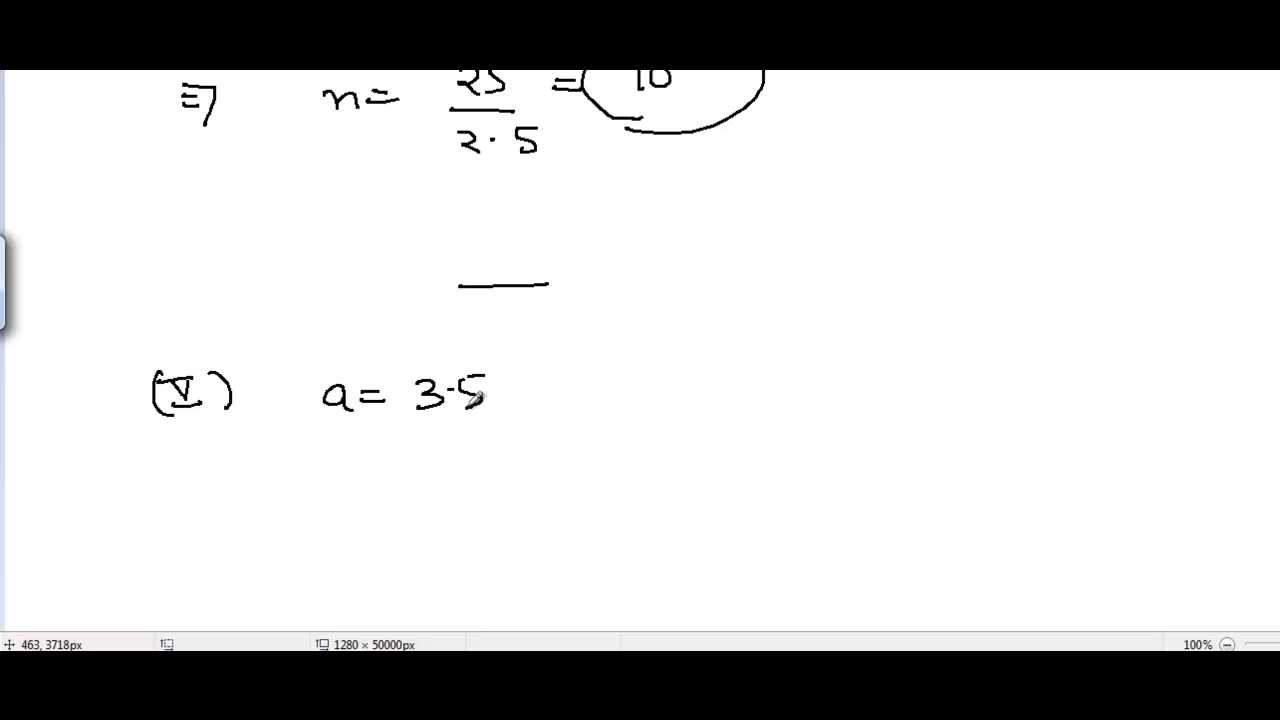 ⇒ n = 25/2.5 = 10
(V) a = 3.5
463, 3718px 1280 × 50000px 100%